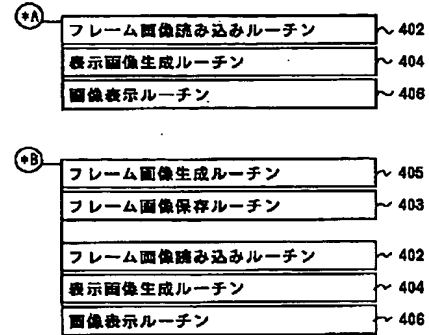 *A
フレーム画像読み込みルーチン 402
表示画像生成ルーチン 404
画像表示ルーチン 406
*B
フレーム画像生成ルーチン 405
フレーム画像保存ルーチン 403
フレーム画像読み込みルーチン 402
表示画像生成ルーチン 404
画像表示ルーチン 406